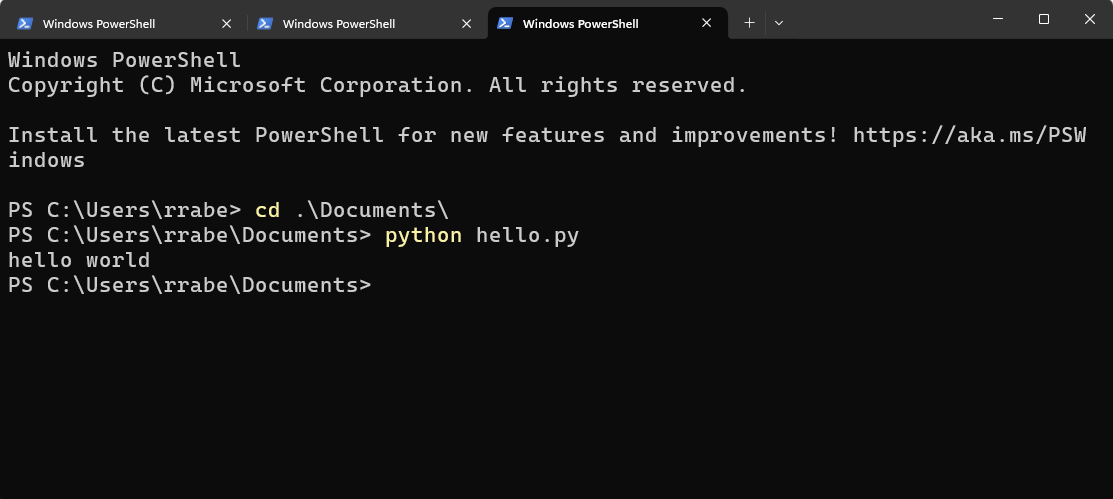 Windows PowerShell
Windows PowerShell
Windows PowerShell
Windows PowerShell
Copyright (C) Microsoft Corporation. All rights reserved.
Install the latest PowerShell for new features and improvements! https://aka.ms/PSW
indows
PS C:\Users\rrabe> cd .\Documents\
PS C:\Users\rrabe\Documents> python hello.py
hello world
PS C:\Users\rrabe\Documents>